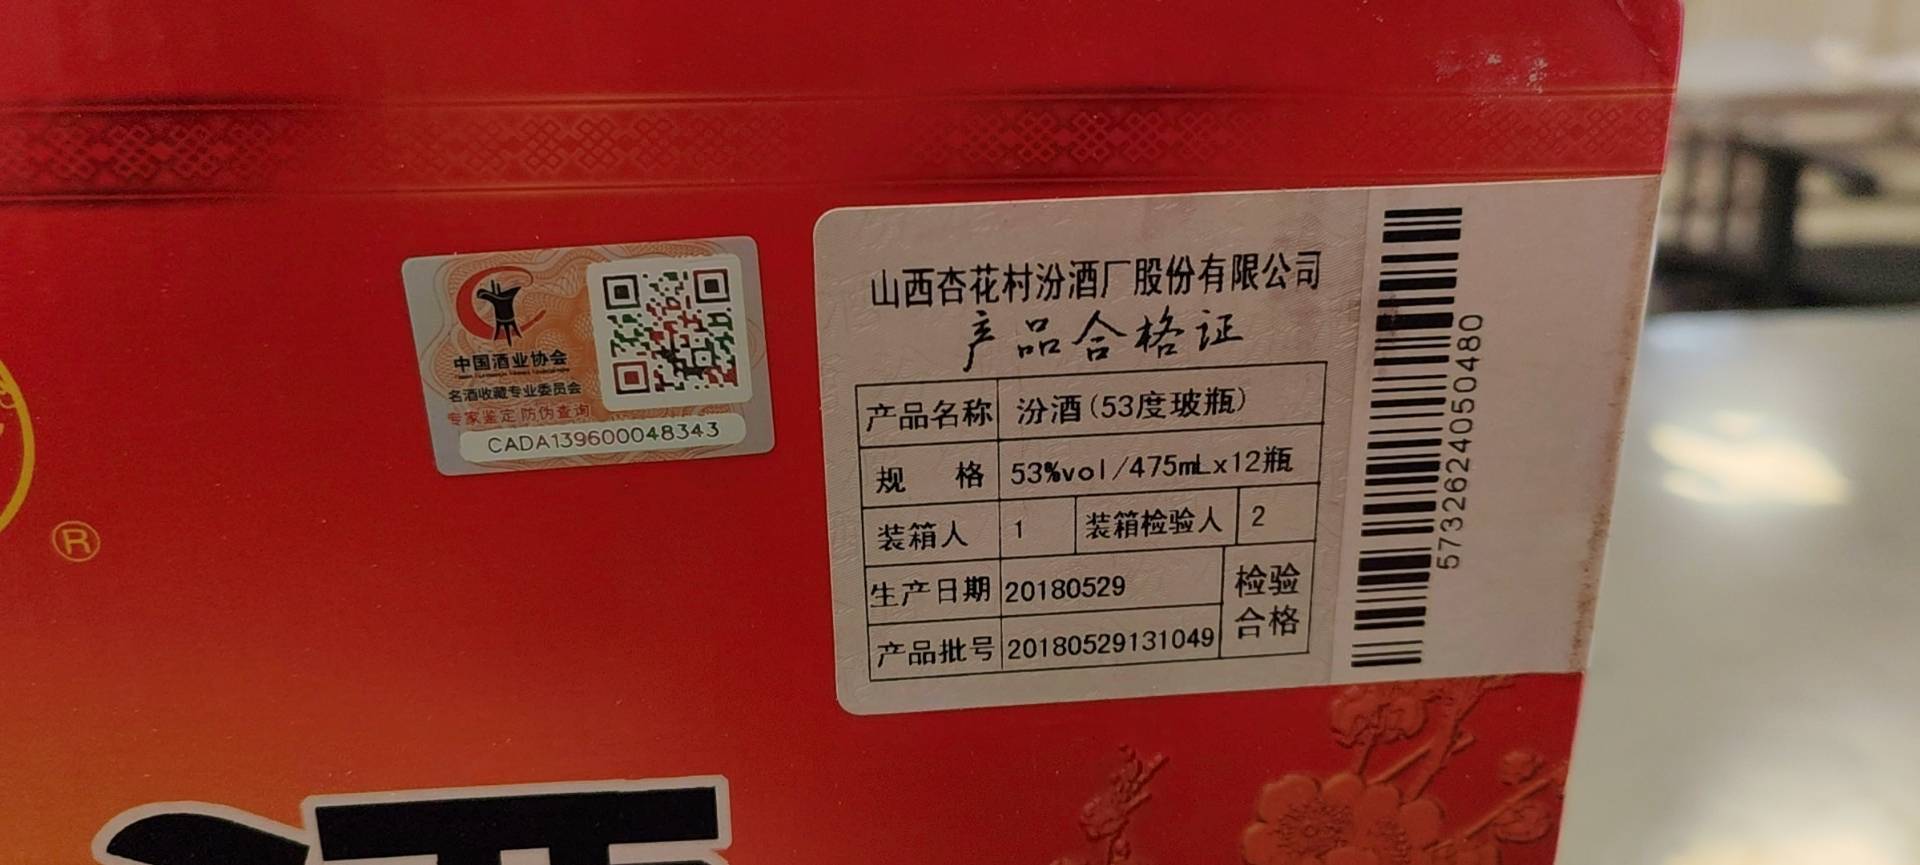 中国酒业协会
名酒收藏专业委员会
专家鉴定 防伪查询
CADA139600048343
®
山西杏花村汾酒厂股份有限公司
产品合格证
产品名称 汾酒(53度玻瓶)
规 格 53%vol/475mLx12瓶
装箱人 1 装箱检验人 2
生产日期 20180529 检验
合格
产品批号 20180529131049
573262624050480